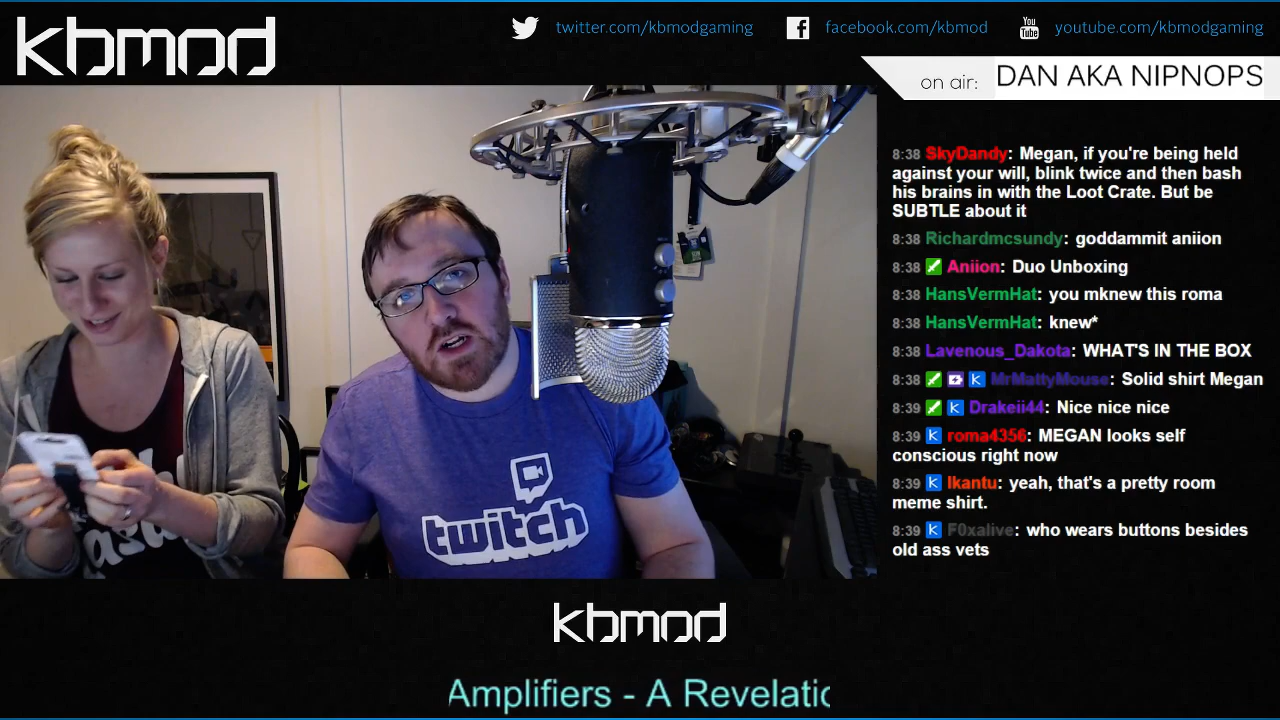 kbmod
twitter.com/kbmodgaming
facebook.com/kbmod
You
Tube
youtube.com/kbmodgaming
on air: DAN AKA NIPNOPS
8:38 SkyDandy: Megan, if you're being held
against your will, blink twice and then bash
his brains in with the Loot Crate. But be
SUBTLE about it
8:38 Richardmcsundy: goddammit aniion
8:38 Aniion: Duo Unboxing
8:38 HansVermHat: you mknew this roma
8:38 HansVermHat: knew*
8:38 Lavenous_Dakota: WHAT'S IN THE BOX
8:38 K MrMattyMouse: Solid shirt Megan
8:39 K Drakeii44: Nice nice nice
8:39 K roma4356: MEGAN looks self
conscious right now
8:39 K Ikantu: yeah, that's a pretty room
meme shirt.
8:39 K F0xalive: who wears buttons besides
old ass vets
twitch
kbmod
Amplifiers - A Revelatio